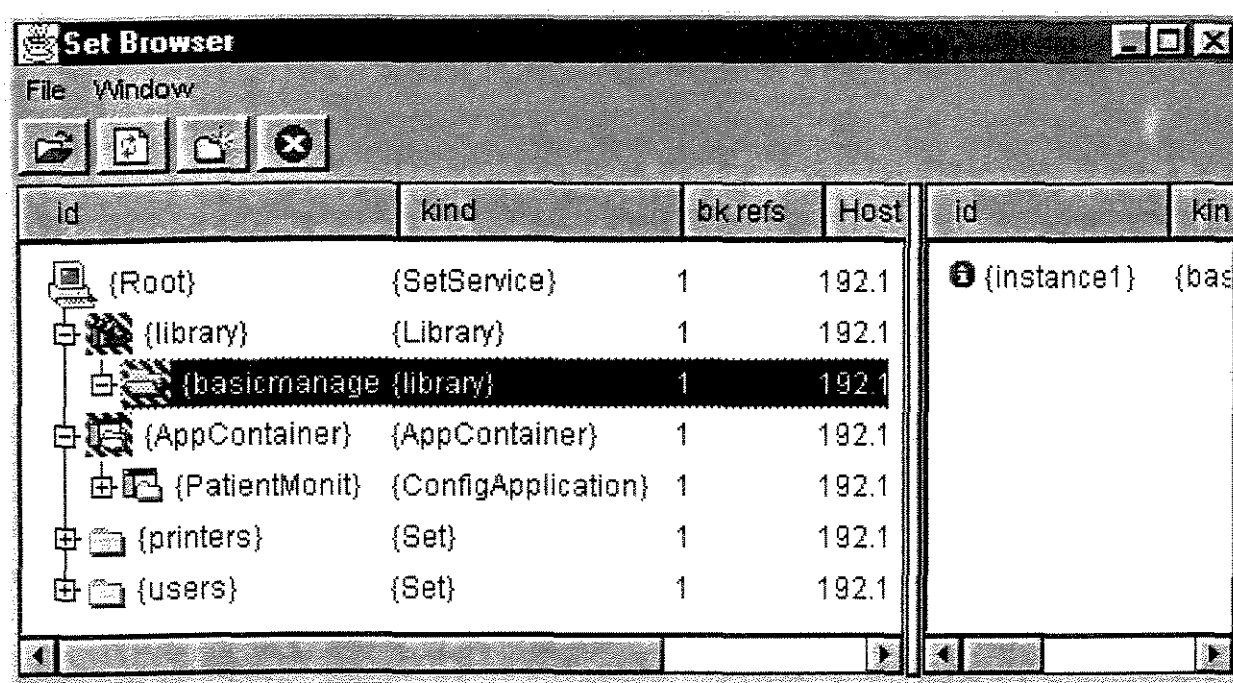 Set Browser
File Window
id kind bk refs Host id kin
{Root} {SetService} 1 192.1 {instance1} {bas
{library} {Library} 1 192.1
{basicmanage {library} 1 192.1
{AppContainer} {AppContainer} 1 192.1
{PatientMonit} {ConfigApplication} 1 192.1
{printers} {Set} 1 192.1
{users} {Set} 1 192.1